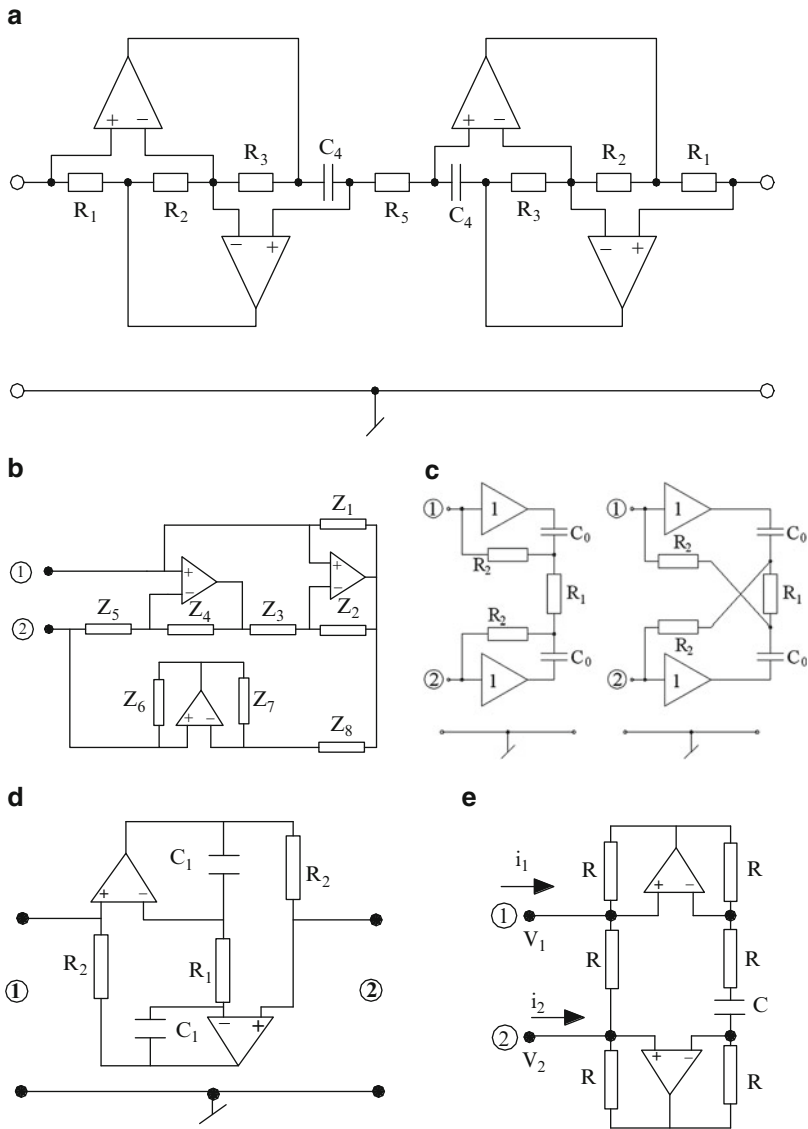 a
+ − + −
R3 C4 R2 R1
R1 R2 R5 C4 R3
− + − +
b
Z1
1
+
−
+
−
Z5 Z4 Z3 Z2
2
Z6 Z7
+ −
Z8
c
1 1 C0 1 1 C0
R2 R2
R1 R1
R2 R2
2 1 C0 2 1 C0
d
C1
R2
+ −
R2 R1
1 2
C1 − +
e
i1
R R
+ −
1
V1
R R
i2
C
2
V2
+ −
R R